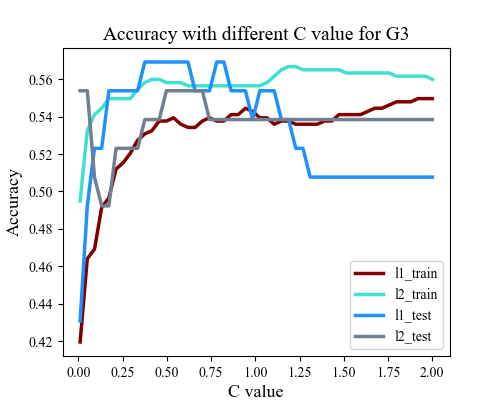 Accuracy with different C value for G3
Accuracy
0.56
0.54
0.52
0.50
0.48
0.46
0.44
0.42
l1_train
l2_train
l1_test
l2_test
0.00 0.25 0.50 0.75 1.00 1.25 1.50 1.75 2.00
C value